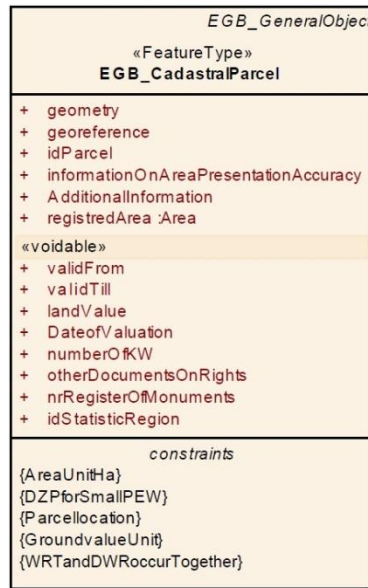 EGB_GeneralObjec
«FeatureType»
EGB_CadastralParcel
+ geometry
+ georeference
+ idParcel
+ informationOnAreaPresentationAccuracy
+ AdditionalInformation
+ registredArea :Area
«voidable»
+ validFrom
+ validTill
+ landValue
+ DateofValuation
+ numberOfKW
+ otherDocumentsOnRights
+ nrRegisterOfMonuments
+ idStatisticRegion
constraints
{AreaUnitHa}
{DZPforSmallPEW}
{Parcellocation}
{GroundvalueUnit}
{WRTandDWRoccurTogether}